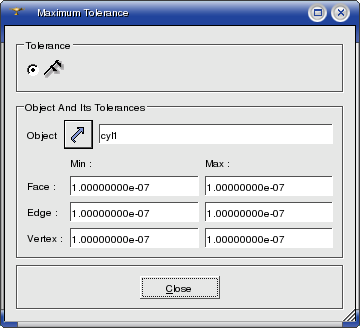 Maximum Tolerance
Tolerance
Object And Its Tolerances
Object cyl1
Min : Max :
Face : 1.00000000e-07 1.00000000e-07
Edge : 1.00000000e-07 1.00000000e-07
Vertex : 1.00000000e-07 1.00000000e-07
Close